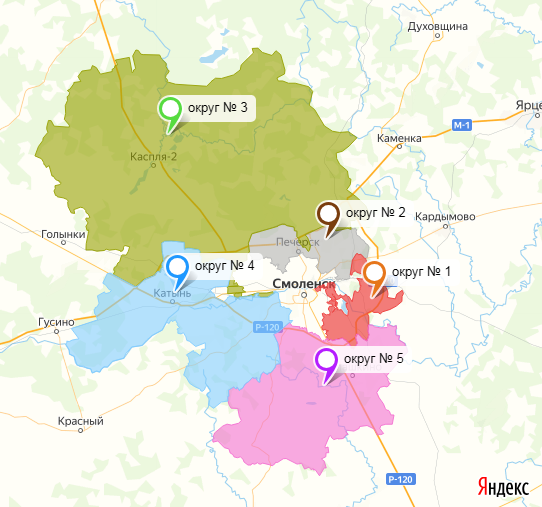 Духовщина
округ № 3
Ярце
М-1
Каменка
Каспля-2
округ № 2
Кардымово
Голынки
Печерск
округ № 4
округ № 1
Смоленск
Катынь
Гусино
Р-120
округ № 5
Красный
Р-120
Яндекс